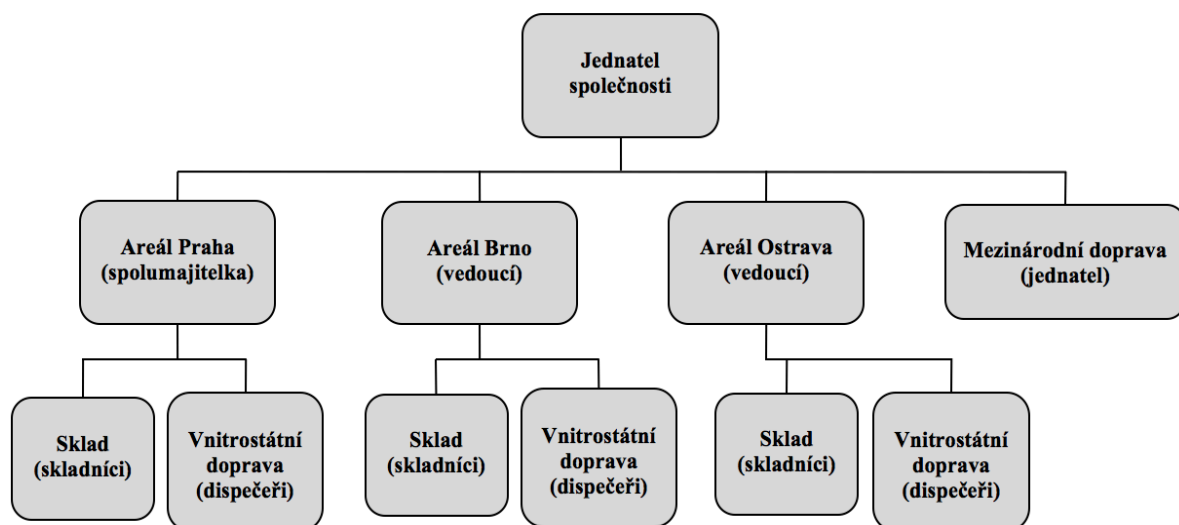 Jednatel
společnosti
Areál Praha
(spolumajitelka)
Areál Brno
(vedoucí)
Areál Ostrava
(vedoucí)
Mezinárodní doprava
(jednatel)
Sklad
(skladníci)
Vnitrostátní
doprava
(dispečeři)
Sklad
(skladníci)
Vnitrostátní
doprava
(dispečeři)
Sklad
(skladníci)
Vnitrostátní
doprava
(dispečeři)